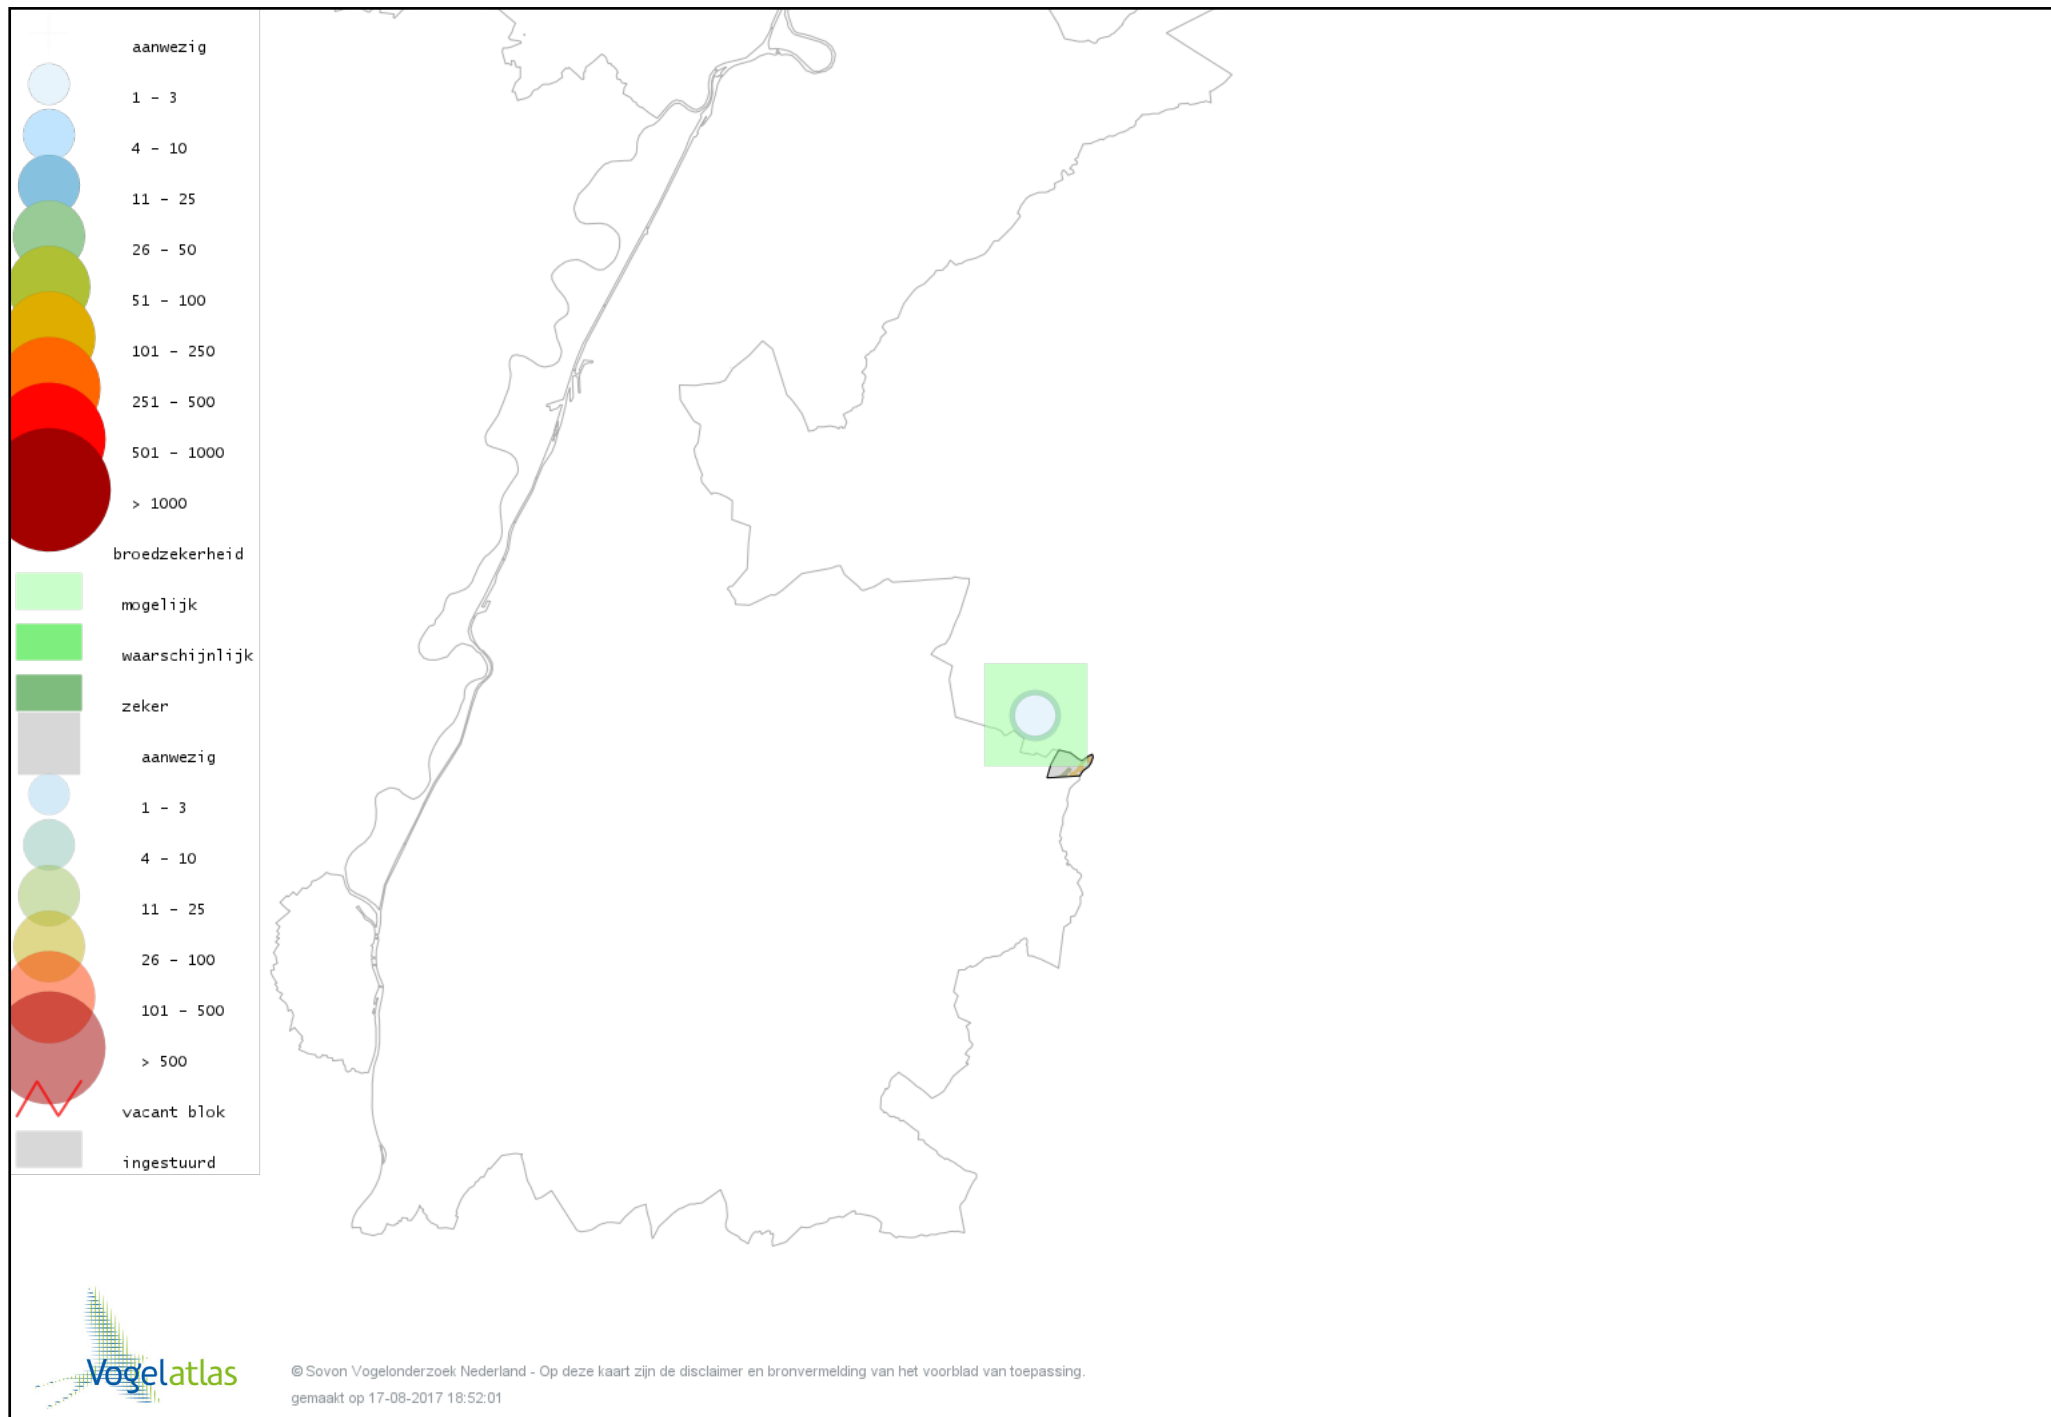 aanwezig
1 - 3
4 - 10
11 - 25
26 - 50
51 - 100
101 - 250
251 - 500
501 - 1000
> 1000
broedzekerheid
mogelijk
waarschijnlijk
zeker
aanwezig
1 - 3
4 - 10
11 - 25
26 - 100
101 - 500
> 500
vacant blok
ingestuurd
Vogelatlas
© Sovon Vogelonderzoek Nederland - Op deze kaart zijn de disclaimer en bronvermelding van het voorblad van toepassing.
gemaakt op 17-08-2017 18:52:01